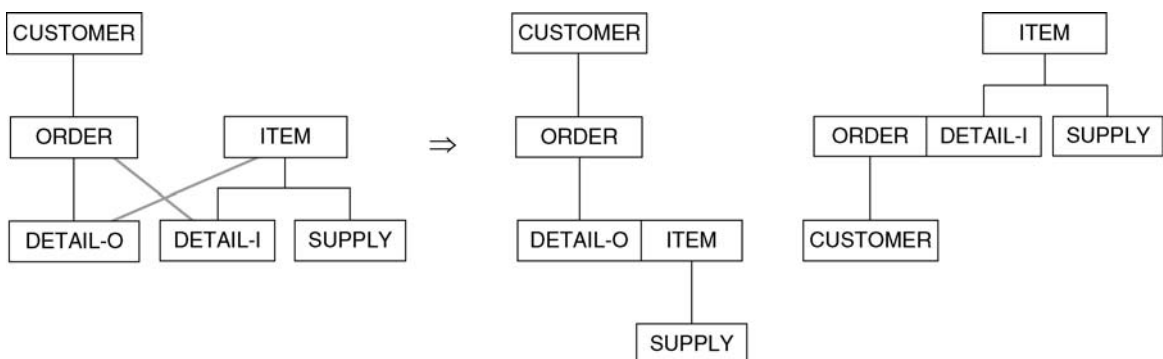 CUSTOMER
ORDER ITEM
DETAIL-O DETAIL-I SUPPLY
⇒
CUSTOMER
ORDER
DETAIL-O ITEM
SUPPLY
ITEM
ORDER DETAIL-I SUPPLY
CUSTOMER